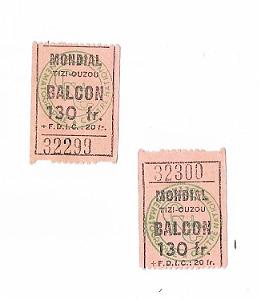 MONDIAL
TIZI-OUZOU
BALCON
130 fr.
+ F.D.I.C.: 20 fr.
32299
32300
MONDIAL
TIZI-OUZOU
BALCON
130 fr.
+ F.D.I.C.: 20 fr.